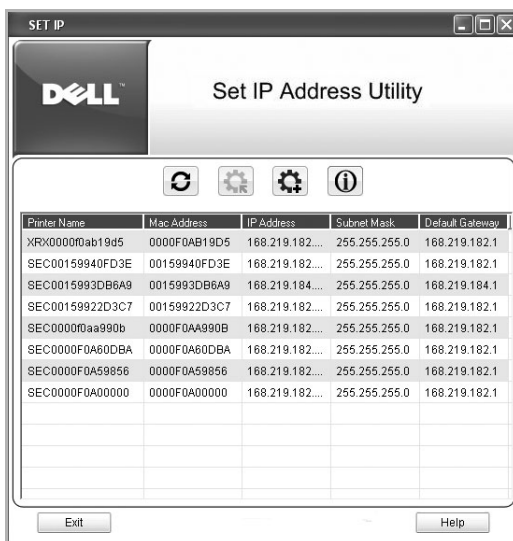 SET IP
DELL™
Set IP Address Utility
Printer Name Mac Address IP Address Subnet Mask Default Gateway
XRX0000f0ab19d5 0000F0AB19D5 168.219.182.... 255.255.255.0 168.219.182.1
SEC00159940FD3E 00159940FD3E 168.219.182.... 255.255.255.0 168.219.182.1
SEC0015993DB6A9 0015993DB6A9 168.219.184.... 255.255.255.0 168.219.184.1
SEC00159922D3C7 00159922D3C7 168.219.182.... 255.255.255.0 168.219.182.1
SEC0000f0aa990b 0000F0AA990B 168.219.182.... 255.255.255.0 168.219.182.1
SEC0000F0A60DBA 0000F0A60DBA 168.219.182.... 255.255.255.0 168.219.182.1
SEC0000F0A59856 0000F0A59856 168.219.182.... 255.255.255.0 168.219.182.1
SEC0000F0A00000 0000F0A00000 168.219.182.... 255.255.255.0 168.219.182.1
Exit Help